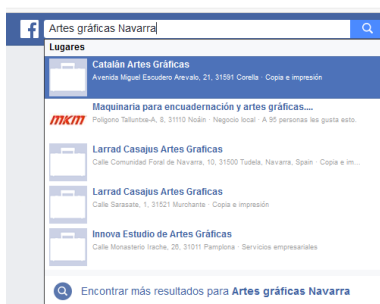 f
Artes gráficas Navarra
Lugares
Catalán Artes Gráficas
Avenida Miguel Escudero Arevalo, 21, 31591 Corella · Copia e impresión
Maquinaria para encuadernación y artes gráficas....
mkm
Polígono Talluntxe-A, 8, 31110 Noáin · Negocio local · A 95 personas les gusta esto.
Larrad Casajus Artes Graficas
Calle Comunidad Foral de Navarra, 10, 31500 Tudela, Navarra, Spain · Copia e im...
Larrad Casajus Artes Graficas
Calle Sarasate, 1, 31521 Murchante · Copia e impresión
Innova Estudio de Artes Gráficas
Calle Monasterio Irache, 26, 31011 Pamplona · Servicios empresariales
Encontrar más resultados para Artes gráficas Navarra